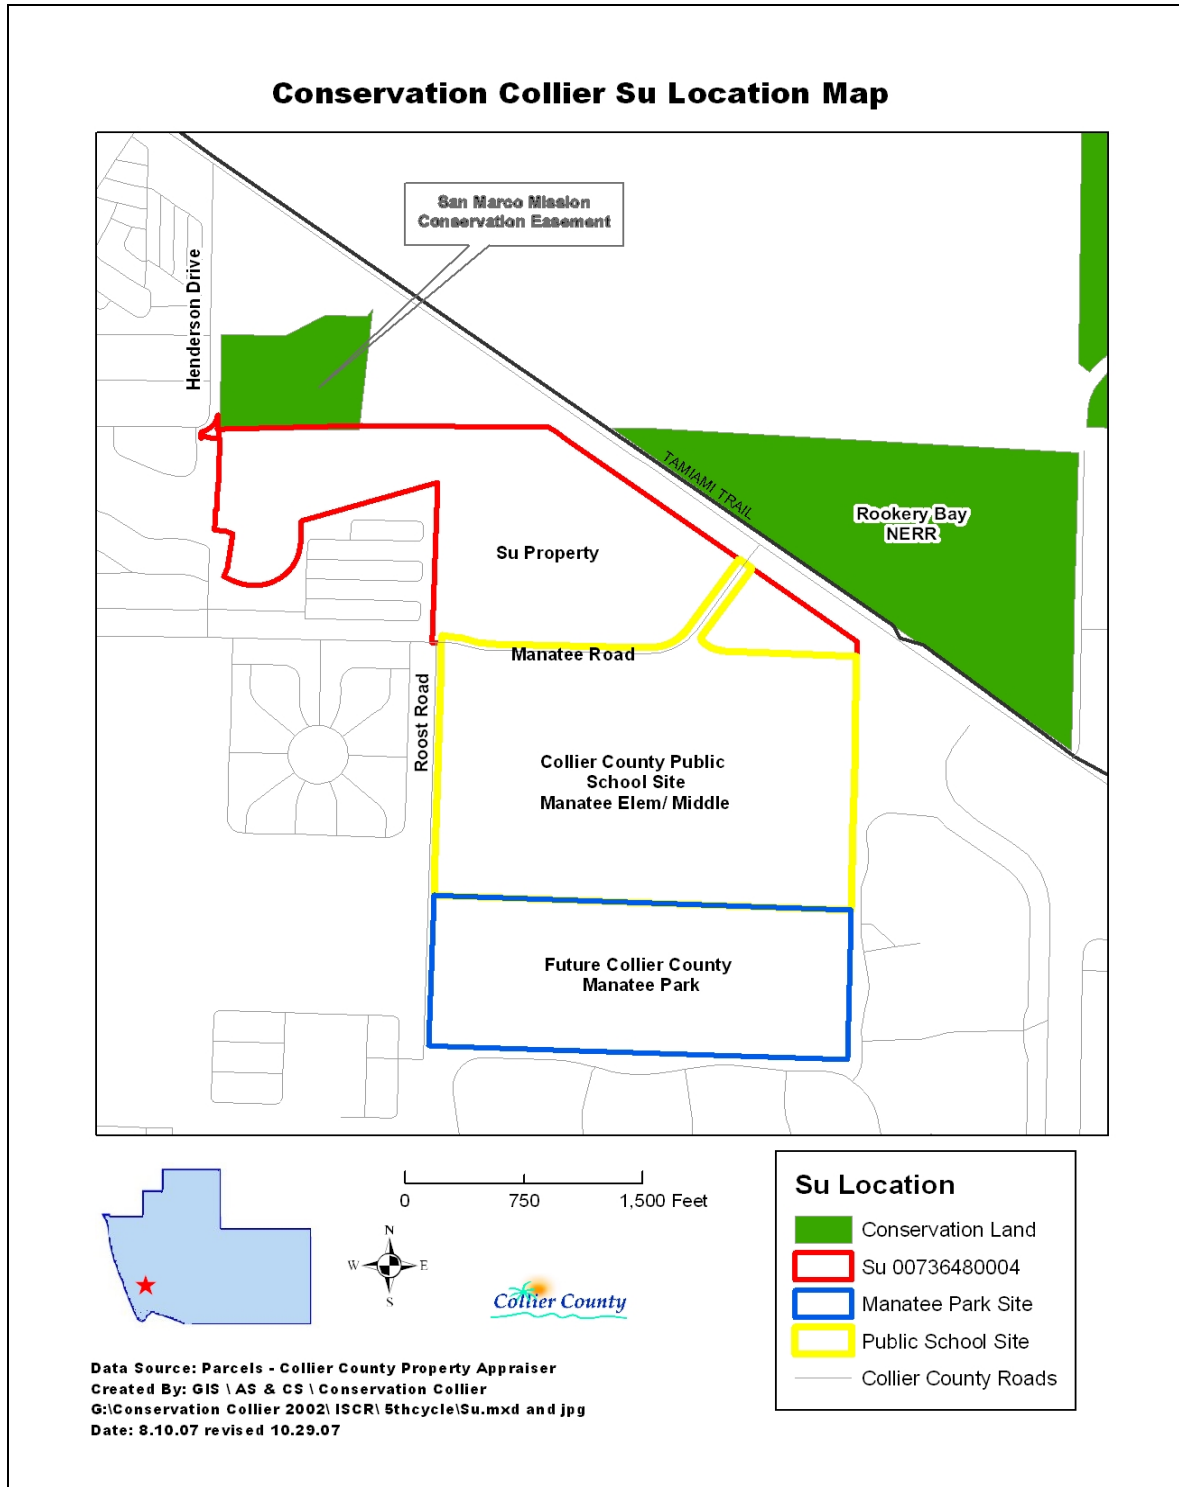 Conservation Collier Su Location Map
San Marco Mission
Conservation Easement
Henderson Drive
TAMIAMI TRAIL
Rookery Bay
NERR
Su Property
Manatee Road
Roost Road
Collier County Public
School Site
Manatee Elem/ Middle
Future Collier County
Manatee Park
0 750 1,500 Feet
N
W E
S
Collier County
Su Location
Conservation Land
Su 00736480004
Manatee Park Site
Public School Site
Collier County Roads
Data Source: Parcels - Collier County Property Appraiser
Created By: GIS \ AS & CS \ Conservation Collier
G:\Conservation Collier 2002\ ISCR\ 5thcycle\Su.mxd and jpg
Date: 8.10.07 revised 10.29.07